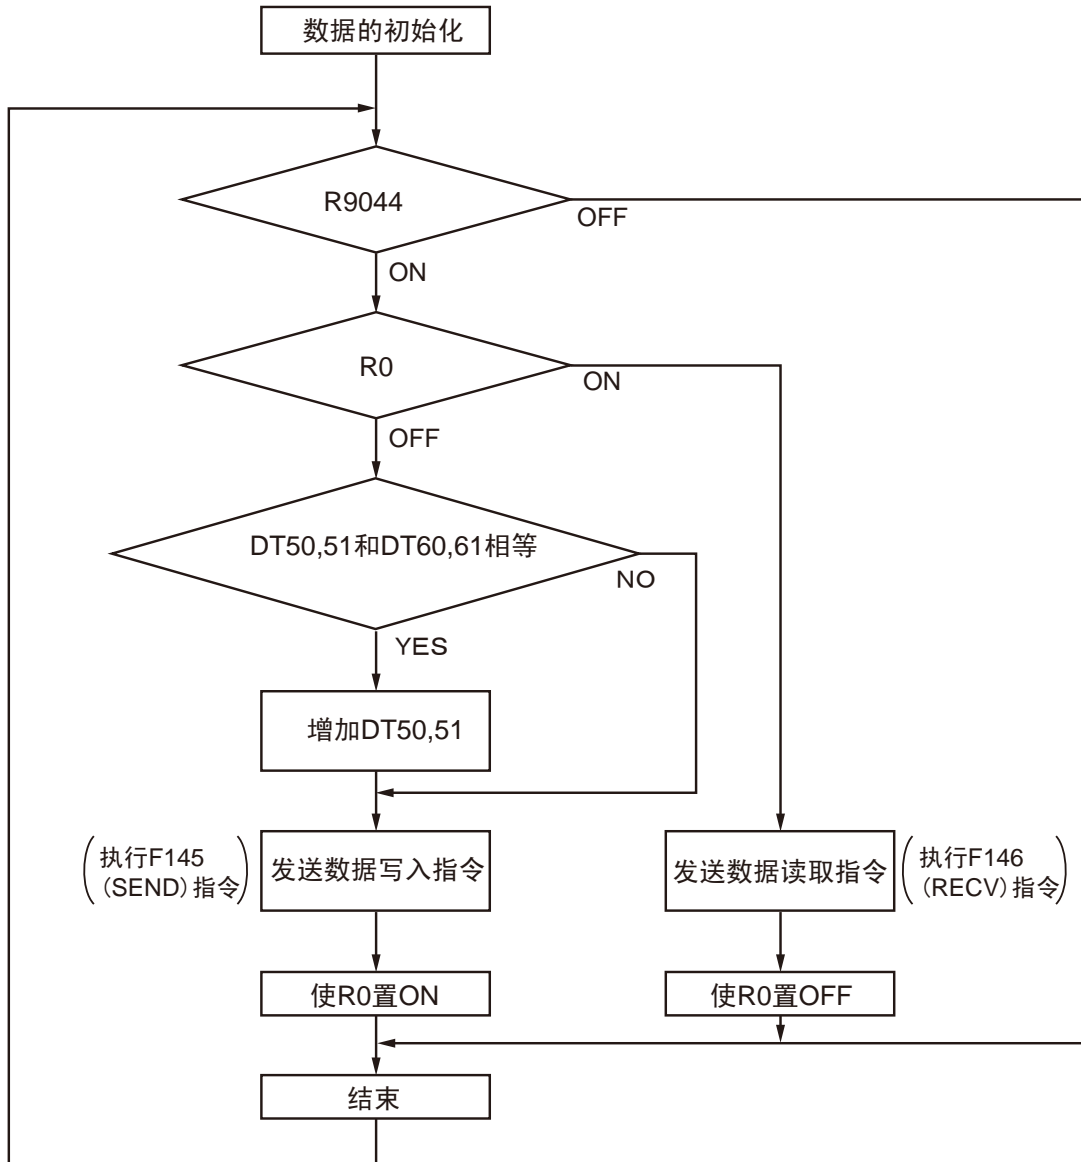 数据的初始化
R9044
OFF
ON
R0
ON
OFF
DT50,51和DT60,61相等
NO
YES
增加DT50,51
执行F145
（SEND）指令
发送数据写入指令
发送数据读取指令
执行F146
（RECV）指令
使R0置ON
使R0置OFF
结束